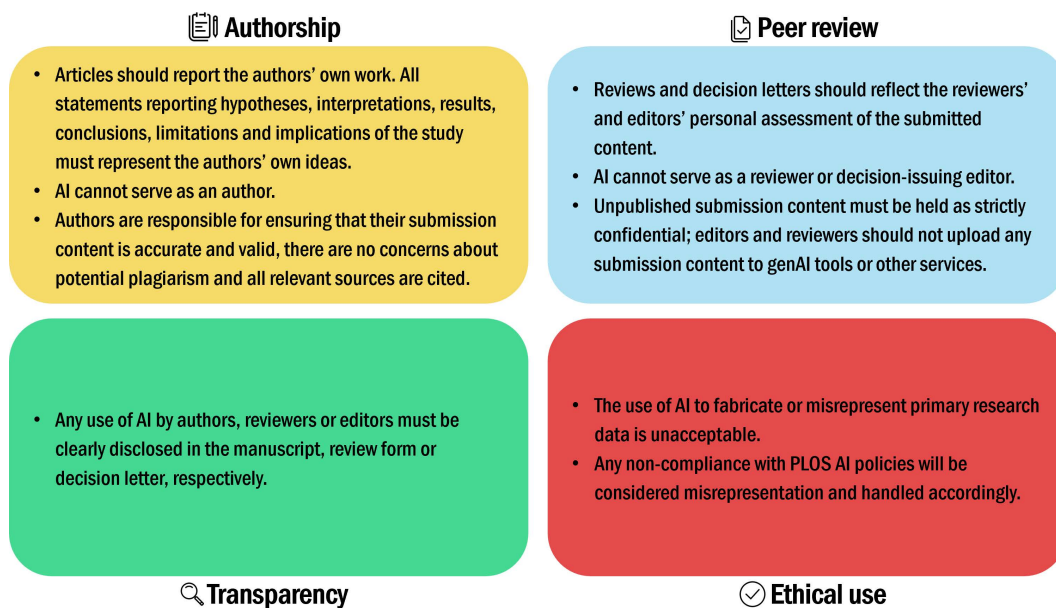 Authorship
• Articles should report the authors' own work. All
statements reporting hypotheses, interpretations, results,
conclusions, limitations and implications of the study
must represent the authors' own ideas.
• AI cannot serve as an author.
• Authors are responsible for ensuring that their submission
content is accurate and valid, there are no concerns about
potential plagiarism and all relevant sources are cited.
Peer review
• Reviews and decision letters should reflect the reviewers'
and editors' personal assessment of the submitted
content.
• AI cannot serve as a reviewer or decision-issuing editor.
• Unpublished submission content must be held as strictly
confidential; editors and reviewers should not upload any
submission content to genAI tools or other services.
• Any use of AI by authors, reviewers or editors must be
clearly disclosed in the manuscript, review form or
decision letter, respectively.
Transparency
• The use of AI to fabricate or misrepresent primary research
data is unacceptable.
• Any non-compliance with PLOS AI policies will be
considered misrepresentation and handled accordingly.
Ethical use